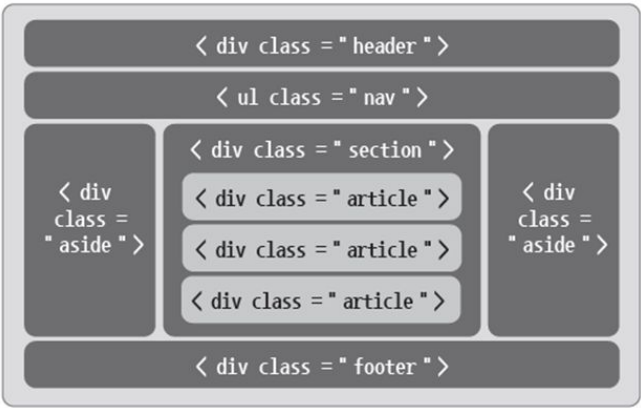 < div class = " header " >
< ul class = " nav " >
< div
class =
" aside " >
< div class = " section " >
< div class = " article " >
< div class = " article " >
< div class = " article " >
< div
class =
" aside " >
< div class = " footer " >